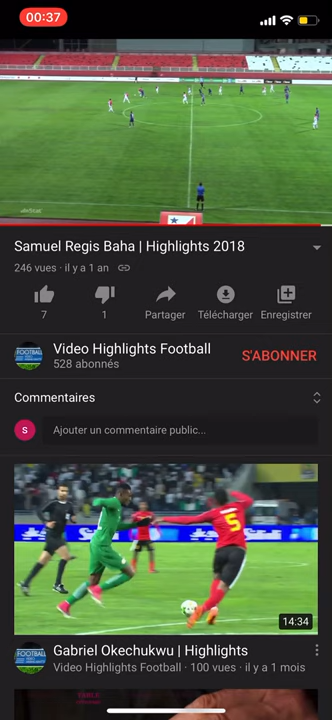 00:37
Samuel Regis Baha | Highlights 2018
246 vues · il y a 1 an
7
1
Partager
Télécharger
Enregistrer
Video Highlights Football
528 abonnés
S'ABONNER
Commentaires
S
Ajouter un commentaire public...
5
14:34
Gabriel Okechukwu | Highlights
Video Highlights Football · 100 vues · il y a 1 mois